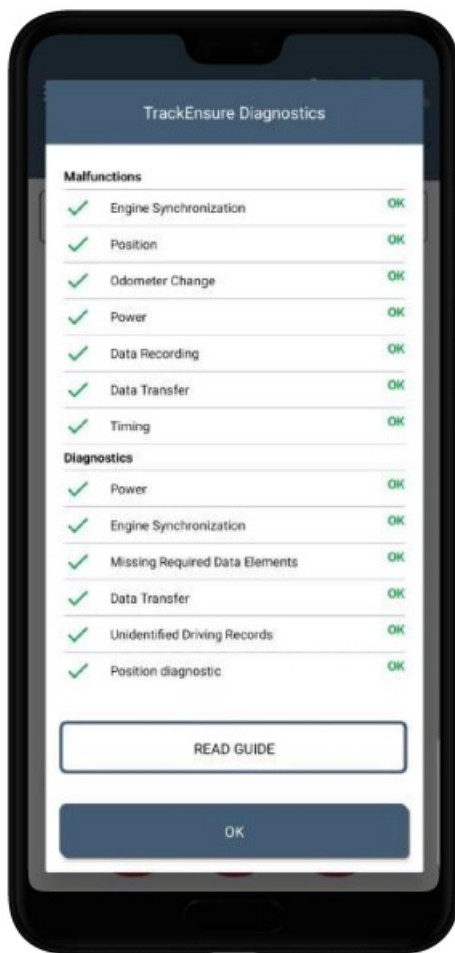 TrackEnsure Diagnostics
Malfunctions
Engine Synchronization OK
Position OK
Odometer Change OK
Power OK
Data Recording OK
Data Transfer OK
Timing OK
Diagnostics
Power OK
Engine Synchronization OK
Missing Required Data Elements OK
Data Transfer OK
Unidentified Driving Records OK
Position diagnostic OK
READ GUIDE
OK